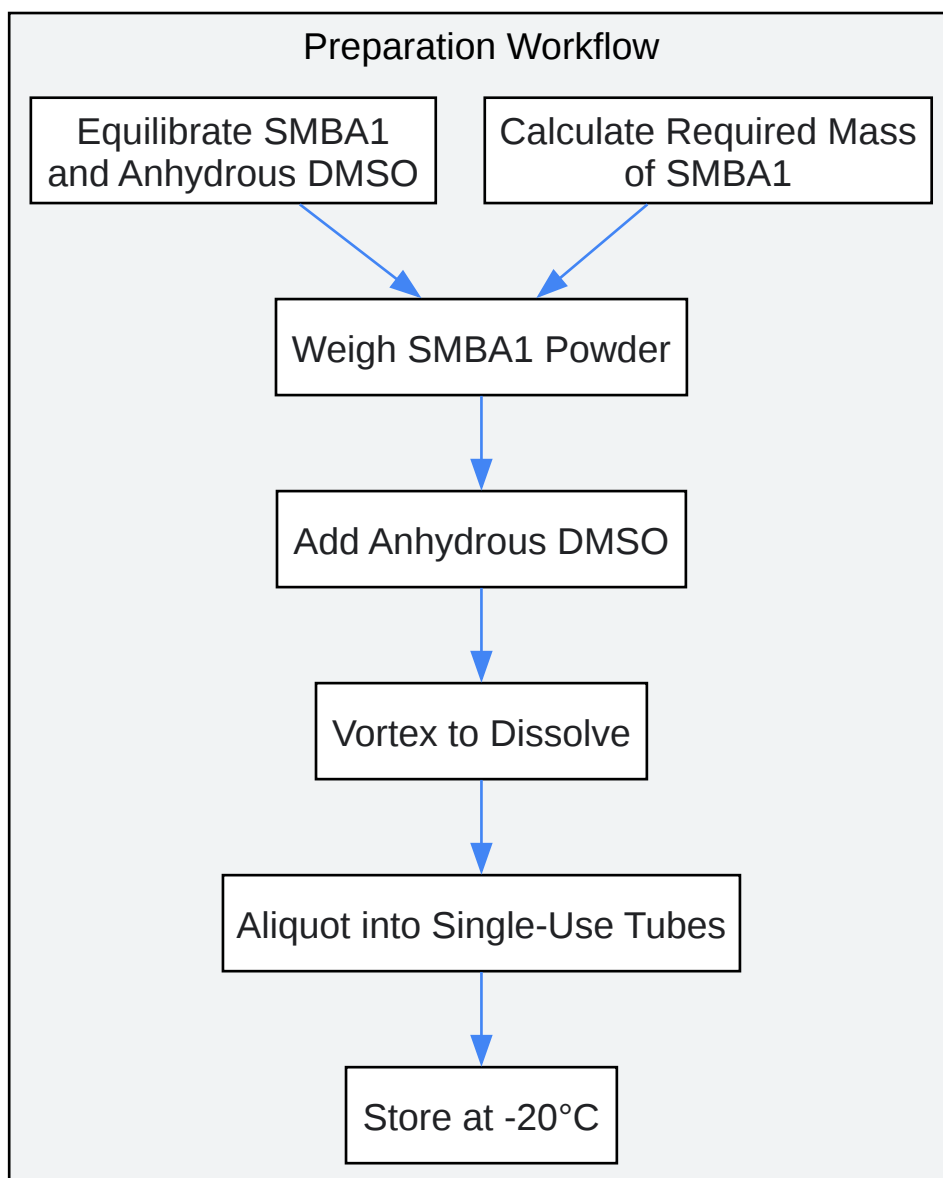 Preparation Workflow
Equilibrate SMBA1
and Anhydrous DMSO
Calculate Required Mass
of SMBA1
Weigh SMBA1 Powder
Add Anhydrous DMSO
Vortex to Dissolve
Aliquot into Single-Use Tubes
Store at -20°C